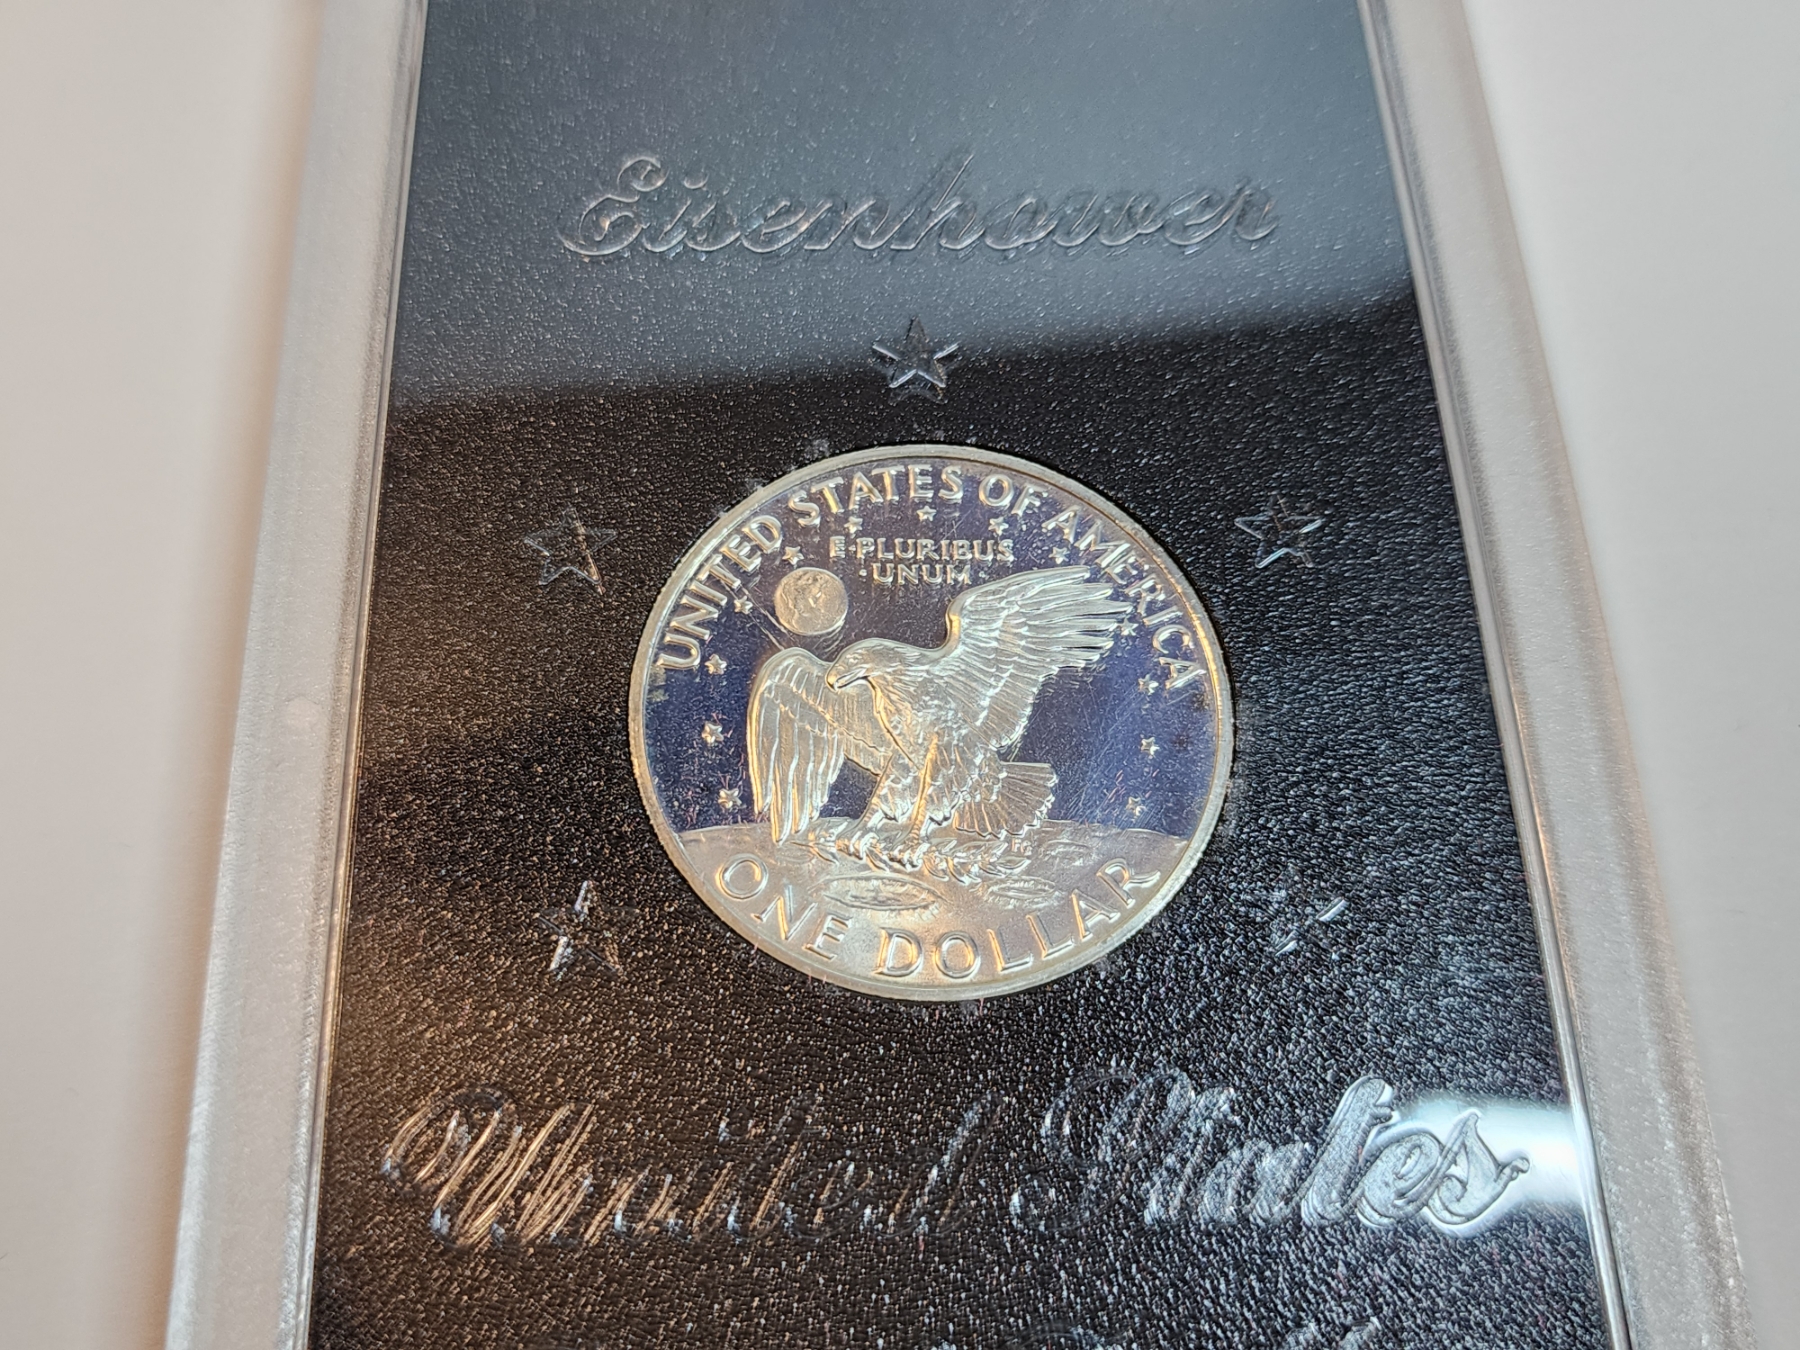 Eisenhower
UNITED STATES OF AMERICA
E·PLURIBUS
·UNUM·
ONE DOLLAR
United States